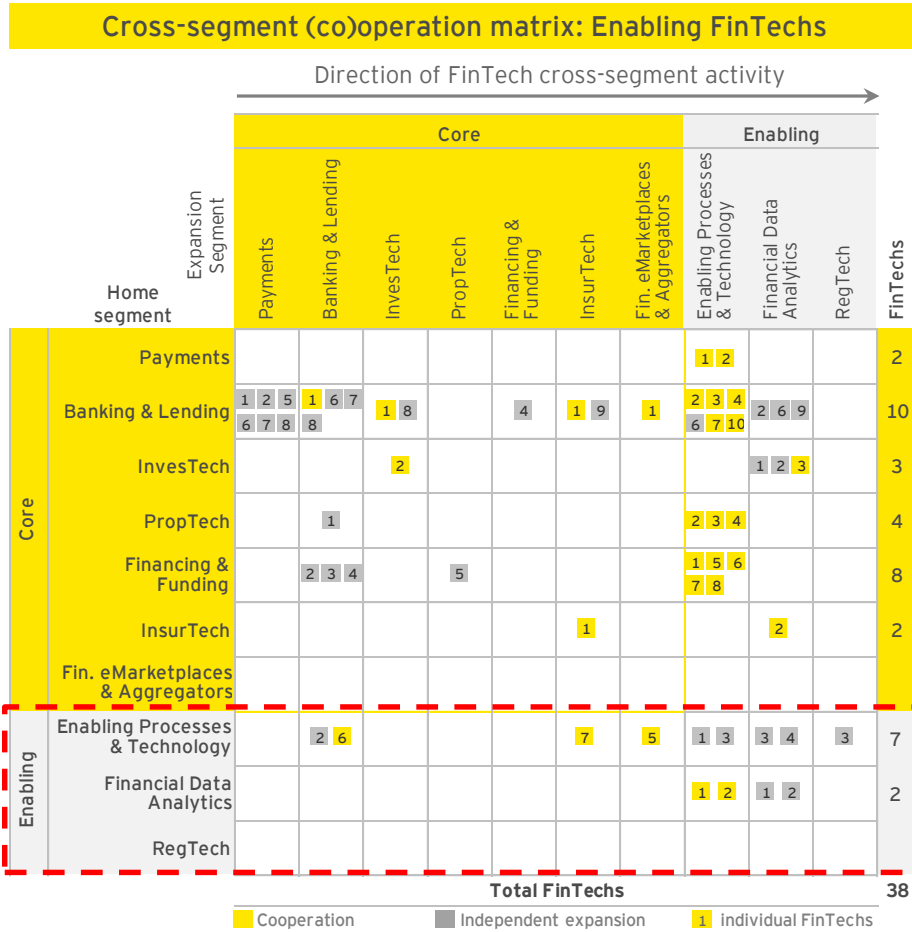 Cross-segment (co)operation matrix: Enabling FinTechs
Direction of FinTech cross-segment activity
Core
Enabling
Expansion
Segment
Home
segment
Payments
Banking & Lending
InvesTech
PropTech
Financing &
Funding
InsurTech
Fin. eMarketplaces
& Aggregators
Enabling Processes
& Technology
Financial Data
Analytics
RegTech
FinTechs
Core
Payments
1 2
2
Banking & Lending
1 2 5
6 7 8
1 6 7
8
1 8
4
1 9
1
2 3 4
6 7 10
2 6 9
10
InvesTech
2
1 2 3
3
PropTech
1
2 3 4
4
Financing &
Funding
2 3 4
5
1 5 6
7 8
8
InsurTech
1
2
2
Fin. eMarketplaces
& Aggregators
Enabling
Enabling Processes
& Technology
2 6
7
5
1 3
3 4
3
7
Financial Data
Analytics
1 2
1 2
2
RegTech
Total FinTechs
38
Cooperation
Independent expansion
1 individual FinTechs